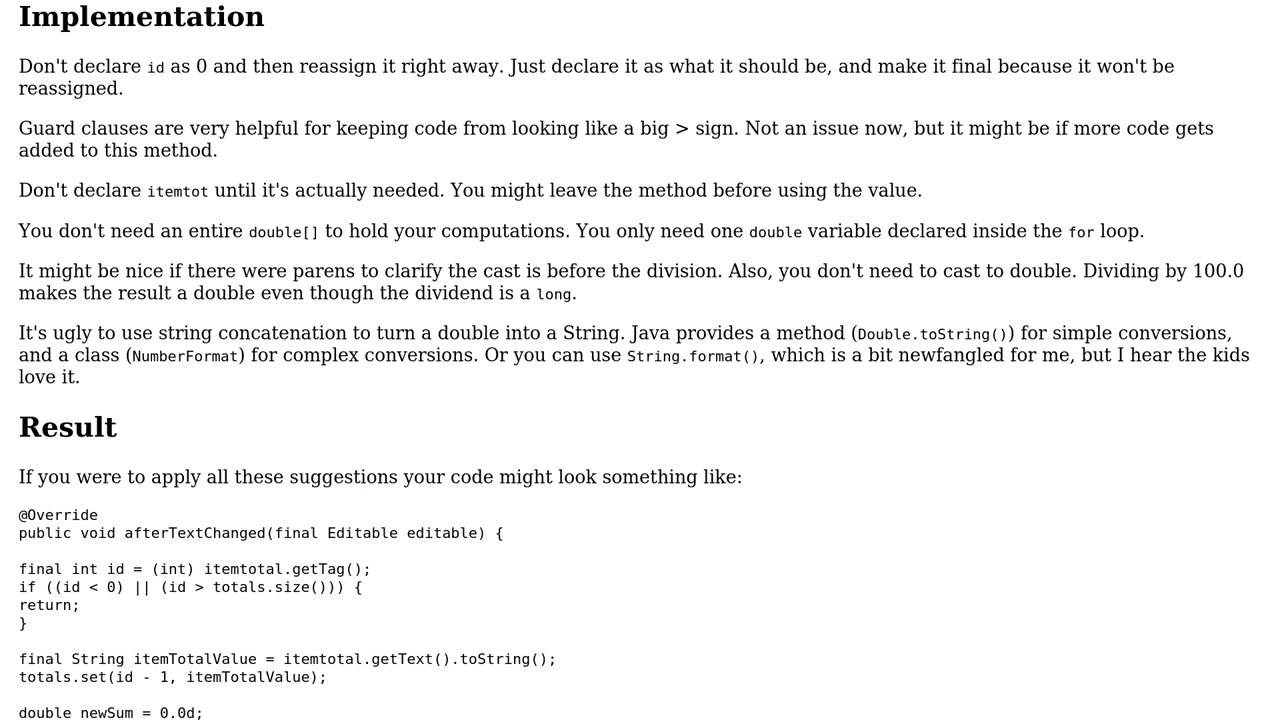 Implementation
Don't declare id as 0 and then reassign it right away. Just declare it as what it should be, and make it final because it won't be
reassigned.
Guard clauses are very helpful for keeping code from looking like a big > sign. Not an issue now, but it might be if more code gets
added to this method.
Don't declare itemtot until it's actually needed. You might leave the method before using the value.
You don't need an entire double[] to hold your computations. You only need one double variable declared inside the for loop.
It might be nice if there were parens to clarify the cast is before the division. Also, you don't need to cast to double. Dividing by 100.0
makes the result a double even though the dividend is a long.
It's ugly to use string concatenation to turn a double into a String. Java provides a method (Double.toString()) for simple conversions,
and a class (NumberFormat) for complex conversions. Or you can use String.format(), which is a bit newfangled for me, but I hear the kids
love it.
Result
If you were to apply all these suggestions your code might look something like:
@Override
public void afterTextChanged(final Editable editable) {
final int id = (int) itemtotal.getTag();
if ((id < 0) || (id > totals.size())) {
return;
}
final String itemTotalValue = itemtotal.getText().toString();
totals.set(id - 1, itemTotalValue);
double newSum = 0.0d;